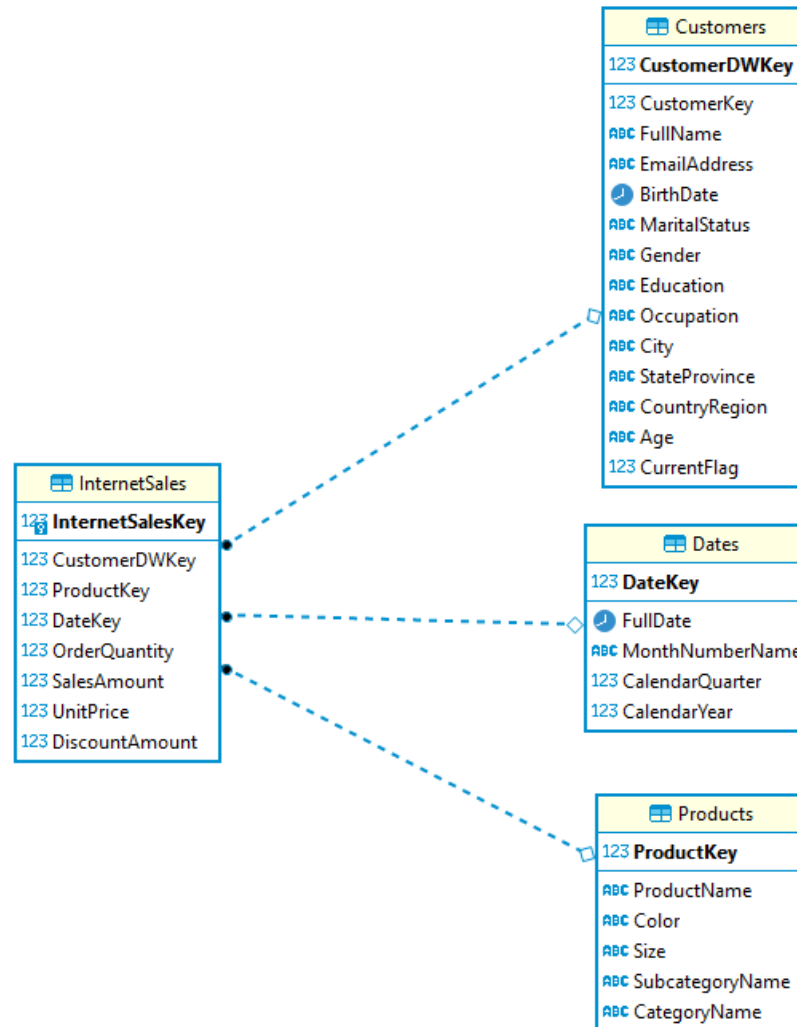 Customers
123 CustomerDWKey
123 CustomerKey
ABC FullName
ABC EmailAddress
BirthDate
ABC MaritalStatus
ABC Gender
ABC Education
ABC Occupation
ABC City
ABC StateProvince
ABC CountryRegion
ABC Age
123 CurrentFlag
InternetSales
123 InternetSalesKey
123 CustomerDWKey
123 ProductKey
123 DateKey
123 OrderQuantity
123 SalesAmount
123 UnitPrice
123 DiscountAmount
Dates
123 DateKey
FullDate
ABC MonthNumberName
123 CalendarQuarter
123 CalendarYear
Products
123 ProductKey
ABC ProductName
ABC Color
ABC Size
ABC SubcategoryName
ABC CategoryName